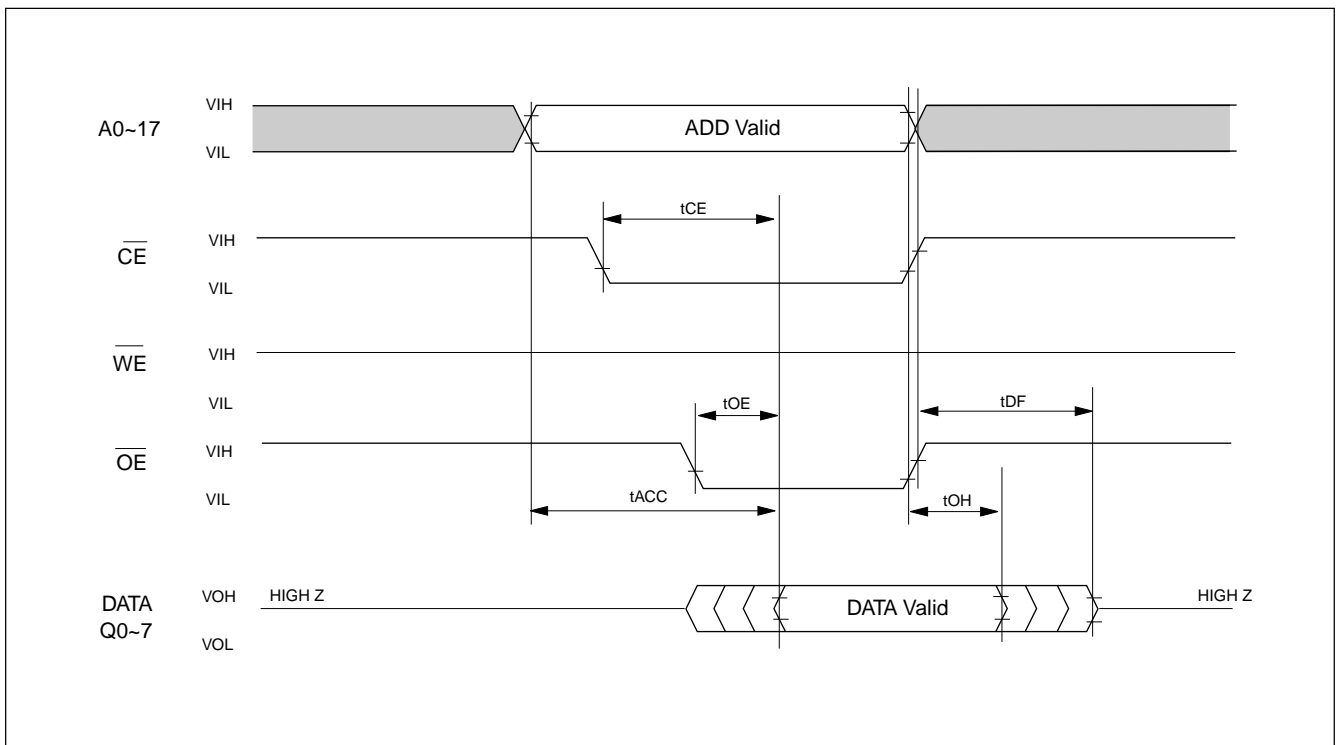 VIH
A0~17
ADD Valid
VIL
tCE
VIH
CE
VIL
VIH
WE
VIL
tOE
tDF
VIH
OE
VIL
tACC
tOH
DATA
Q0~7
VOH
HIGH Z
DATA Valid
HIGH Z
VOL